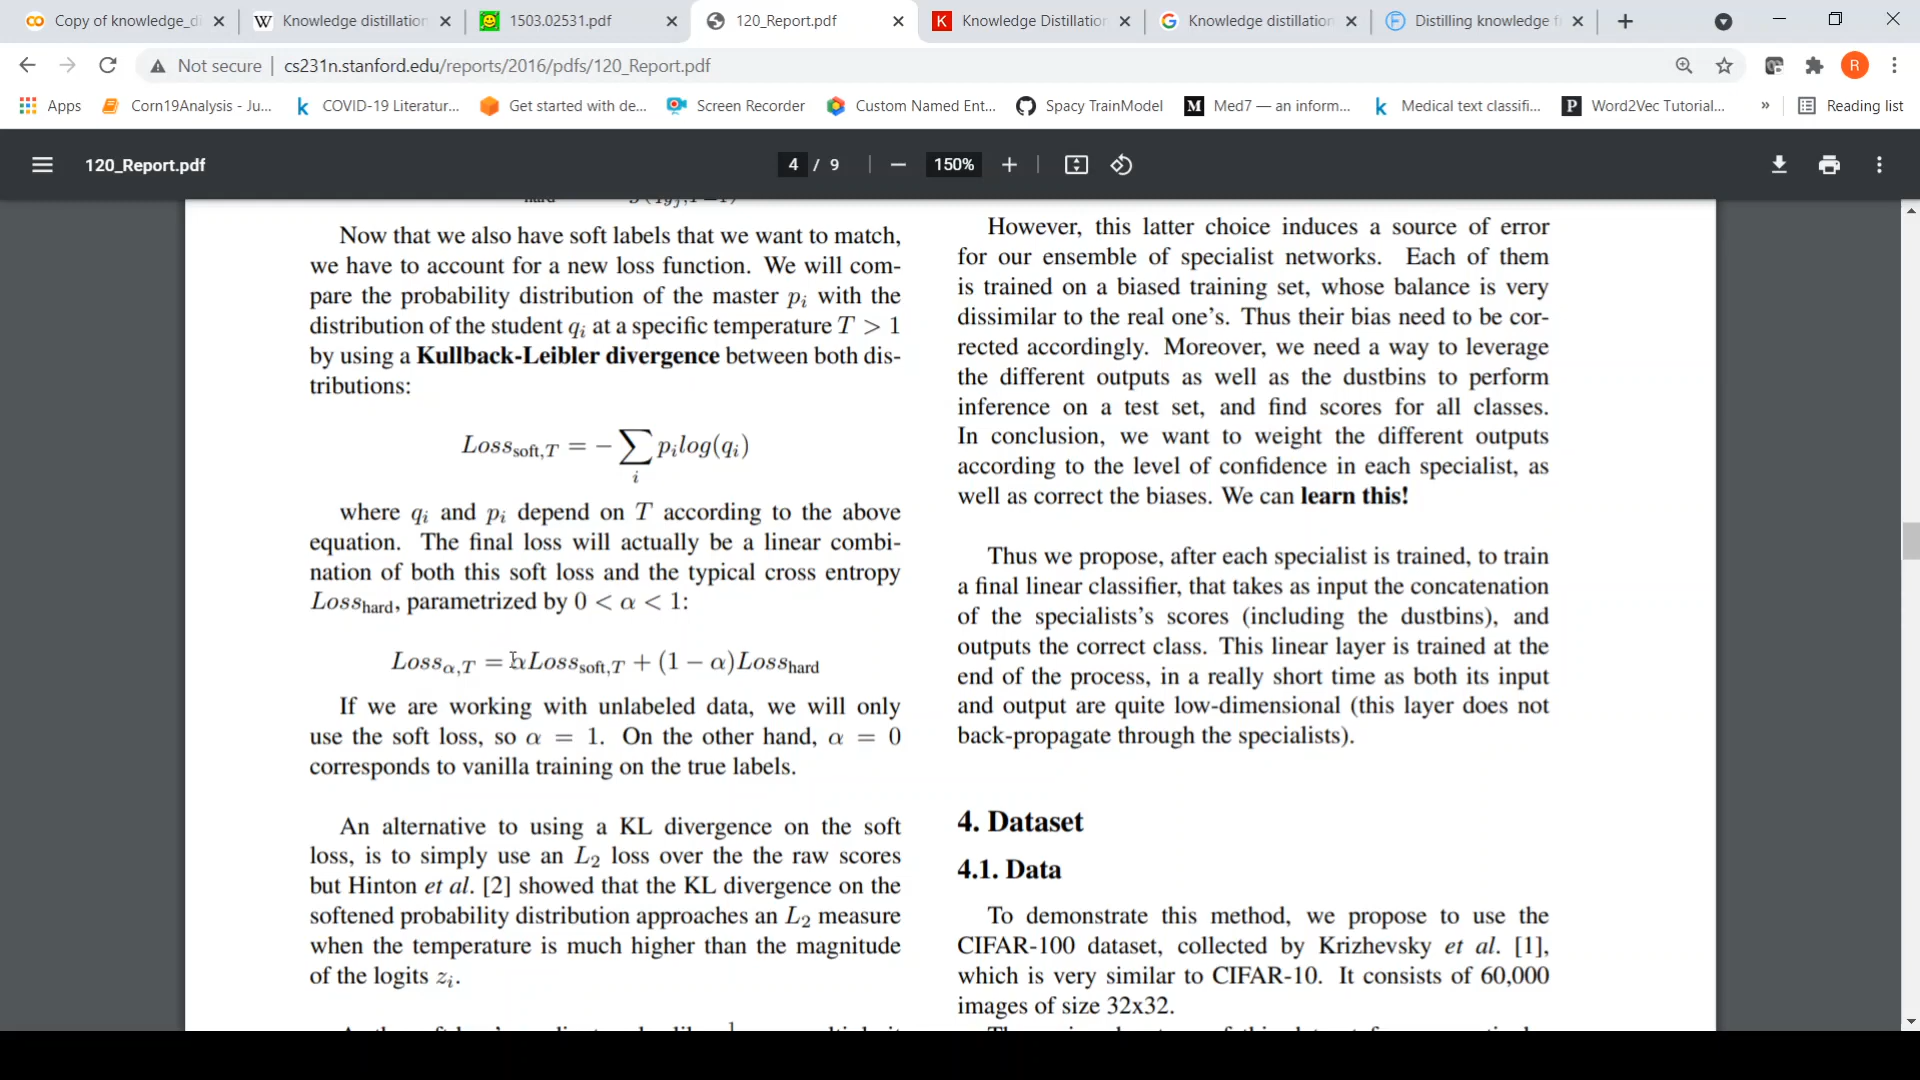 Copy of knowledge_di
Knowledge distillation
1503.02531.pdf
120_Report.pdf
Knowledge Distillation
Knowledge distillation
Distilling knowledge f
Not secure | cs231n.stanford.edu/reports/2016/pdfs/120_Report.pdf
Apps
Corn19Analysis - Ju...
COVID-19 Literatur...
Get started with de...
Screen Recorder
Custom Named Ent...
Spacy TrainModel
Med7 — an inform...
Medical text classifi...
Word2Vec Tutorial...
»
Reading list
120_Report.pdf
4 / 9
150%
Now that we also have soft labels that we want to match,
we have to account for a new loss function. We will com-
pare the probability distribution of the master pᵢ with the
distribution of the student qᵢ at a specific temperature T > 1
by using a Kullback-Leibler divergence between both dis-
tributions:
Loss_soft,T = − ∑_i pᵢlog(qᵢ)
where qᵢ and pᵢ depend on T according to the above
equation. The final loss will actually be a linear combi-
nation of both this soft loss and the typical cross entropy
Loss_hard, parametrized by 0 < α < 1:
Loss_α,T = αLoss_soft,T + (1 − α)Loss_hard
If we are working with unlabeled data, we will only
use the soft loss, so α = 1. On the other hand, α = 0
corresponds to vanilla training on the true labels.
An alternative to using a KL divergence on the soft
loss, is to simply use an L₂ loss over the the raw scores
but Hinton et al. [2] showed that the KL divergence on the
softened probability distribution approaches an L₂ measure
when the temperature is much higher than the magnitude
of the logits zᵢ.
However, this latter choice induces a source of error
for our ensemble of specialist networks. Each of them
is trained on a biased training set, whose balance is very
dissimilar to the real one's. Thus their bias need to be cor-
rected accordingly. Moreover, we need a way to leverage
the different outputs as well as the dustbins to perform
inference on a test set, and find scores for all classes.
In conclusion, we want to weight the different outputs
according to the level of confidence in each specialist, as
well as correct the biases. We can learn this!
Thus we propose, after each specialist is trained, to train
a final linear classifier, that takes as input the concatenation
of the specialists's scores (including the dustbins), and
outputs the correct class. This linear layer is trained at the
end of the process, in a really short time as both its input
and output are quite low-dimensional (this layer does not
back-propagate through the specialists).
4. Dataset
4.1. Data
To demonstrate this method, we propose to use the
CIFAR-100 dataset, collected by Krizhevsky et al. [1],
which is very similar to CIFAR-10. It consists of 60,000
images of size 32x32.